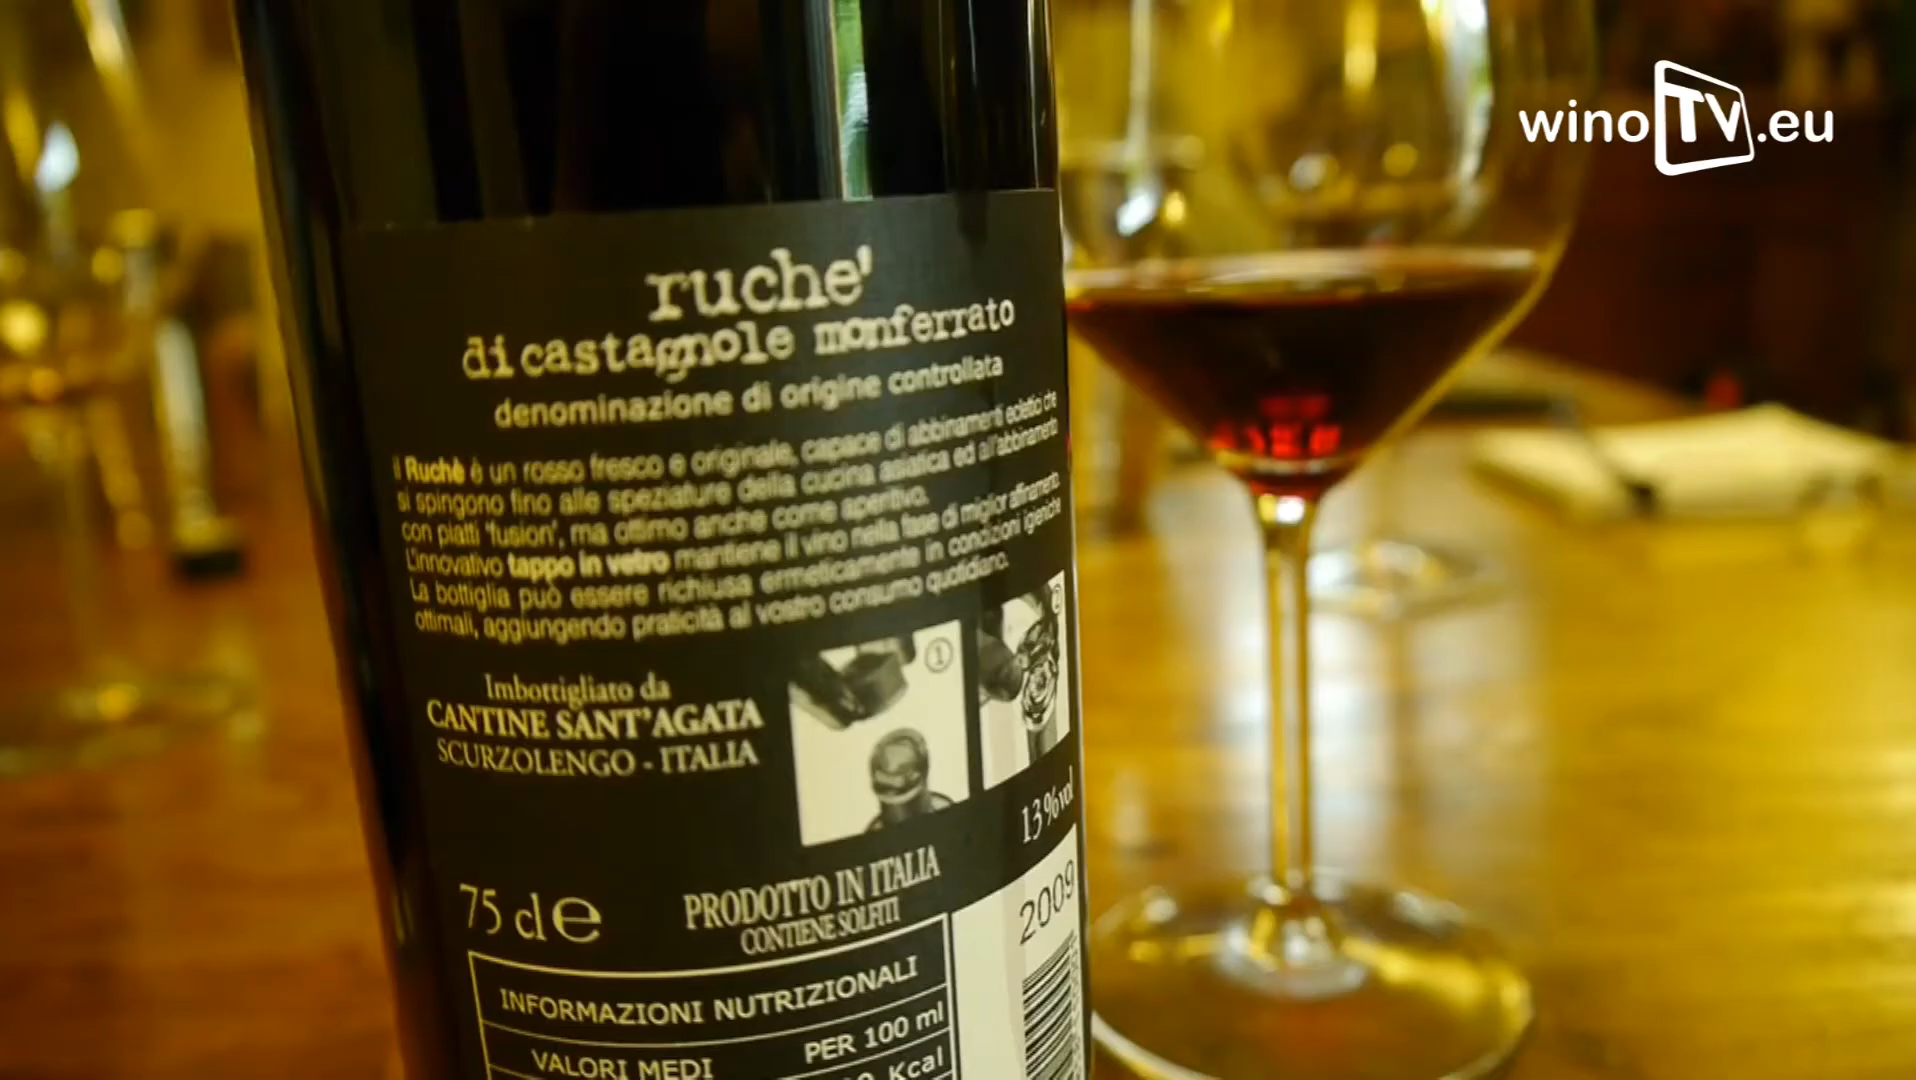 wino TV .eu
ruche'
di castagnole monferrato
denominazione di origine controllata
il Ruchè è un rosso fresco e originale, capace di abbinamenti eclettici che
si spingono fino alle speziature della cucina asiatica ed all'abbinamento
con piatti 'fusion', ma ottimo anche come aperitivo.
L'innovativo tappo in vetro mantiene il vino nella fase di miglior affinamento.
La bottiglia può essere richiusa ermeticamente in condizioni igieniche
ottimali, aggiungendo praticità al vostro consumo quotidiano.
1
2
Imbottigliato da
CANTINE SANT'AGATA
SCURZOLENGO - ITALIA
13%vol
75 cl e
PRODOTTO IN ITALIA
CONTIENE SOLFITI
2009
INFORMAZIONI NUTRIZIONALI
VALORI MEDI PER 100 ml
Kcal